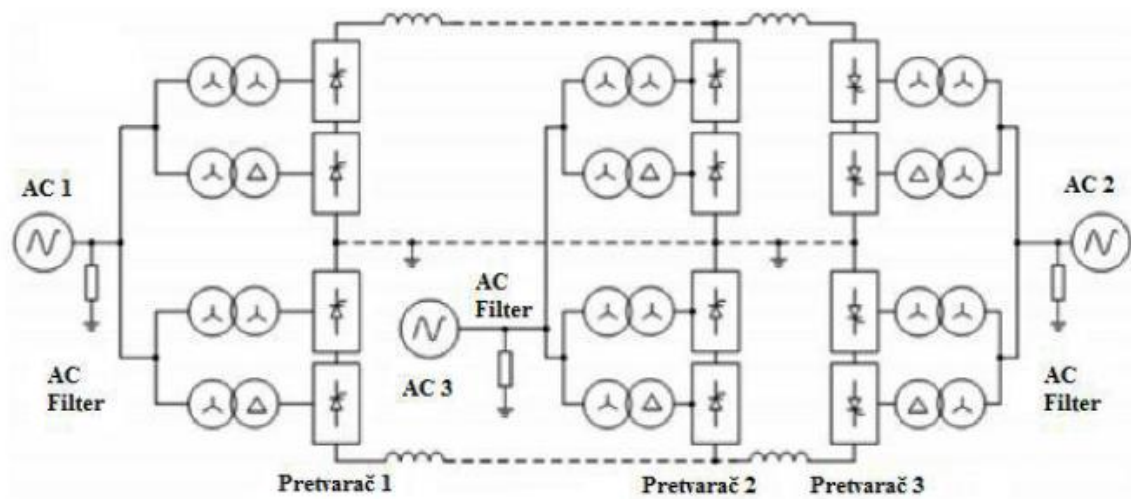 AC 1
AC 2
AC
Filter
AC 3
AC
Filter
AC
Filter
Pretvarač 1
Pretvarač 2
Pretvarač 3